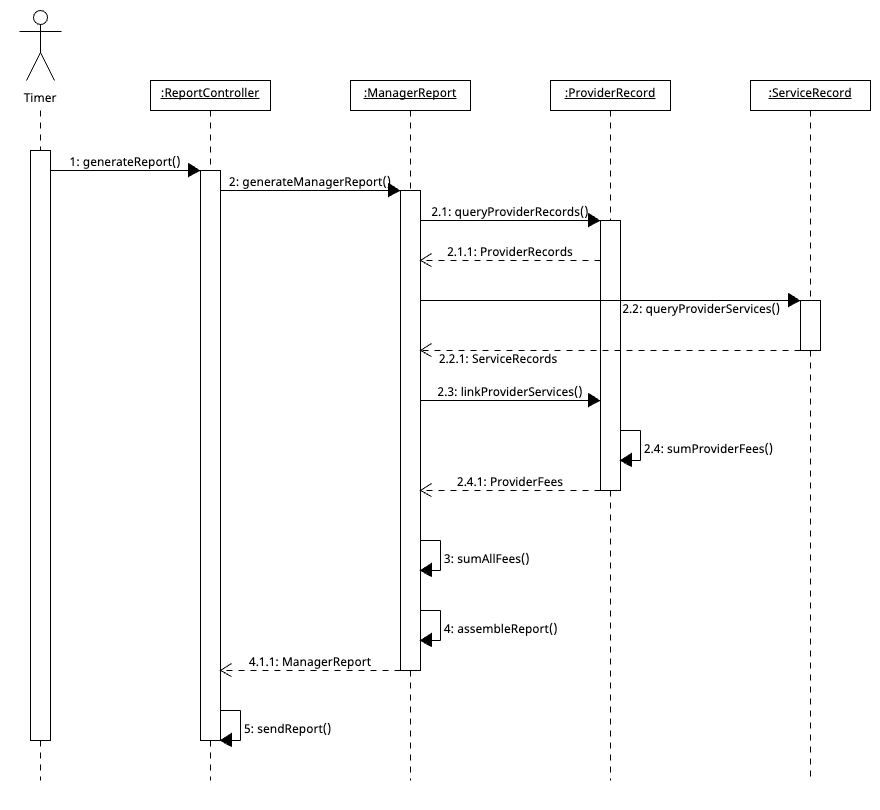 Timer
:ReportController
:ManagerReport
:ProviderRecord
:ServiceRecord
1: generateReport()
2: generateManagerReport()
2.1: queryProviderRecords()
2.1.1: ProviderRecords
2.2: queryProviderServices()
2.2.1: ServiceRecords
2.3: linkProviderServices()
2.4: sumProviderFees()
2.4.1: ProviderFees
3: sumAllFees()
4: assembleReport()
4.1.1: ManagerReport
5: sendReport()